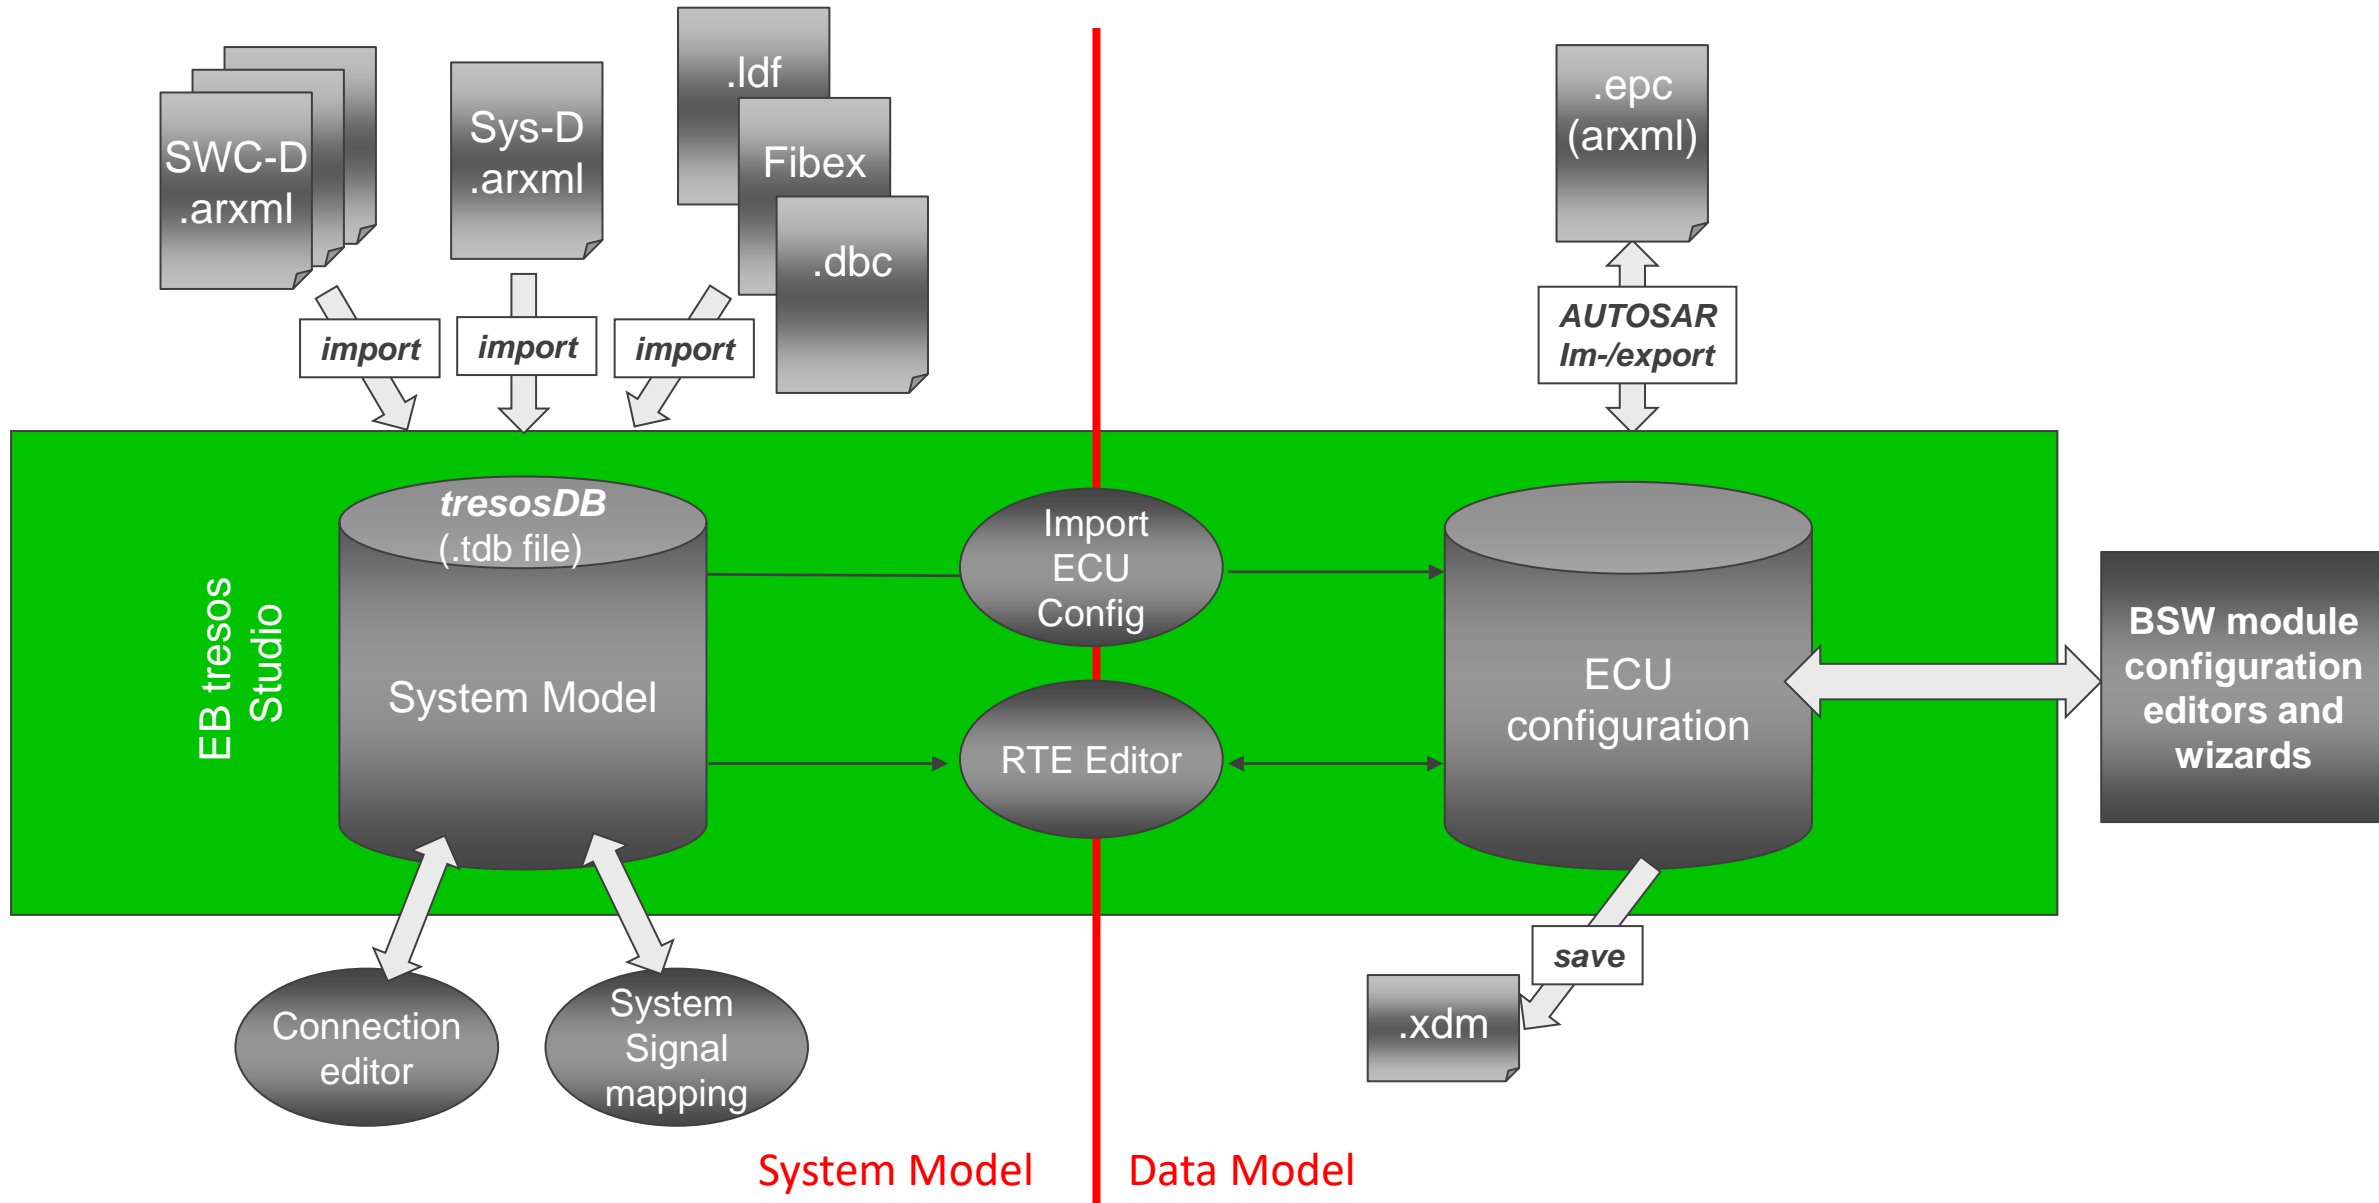 SWC-D
.arxml
Sys-D
.arxml
.ldf
Fibex
.dbc
.epc
(arxml)
import
import
import
AUTOSAR
Im-/export
EB tresos
Studio
tresosDB
(.tdb file)
System Model
Import
ECU
Config
RTE Editor
ECU
configuration
BSW module
configuration
editors and
wizards
save
.xdm
Connection
editor
System
Signal
mapping
System Model
Data Model